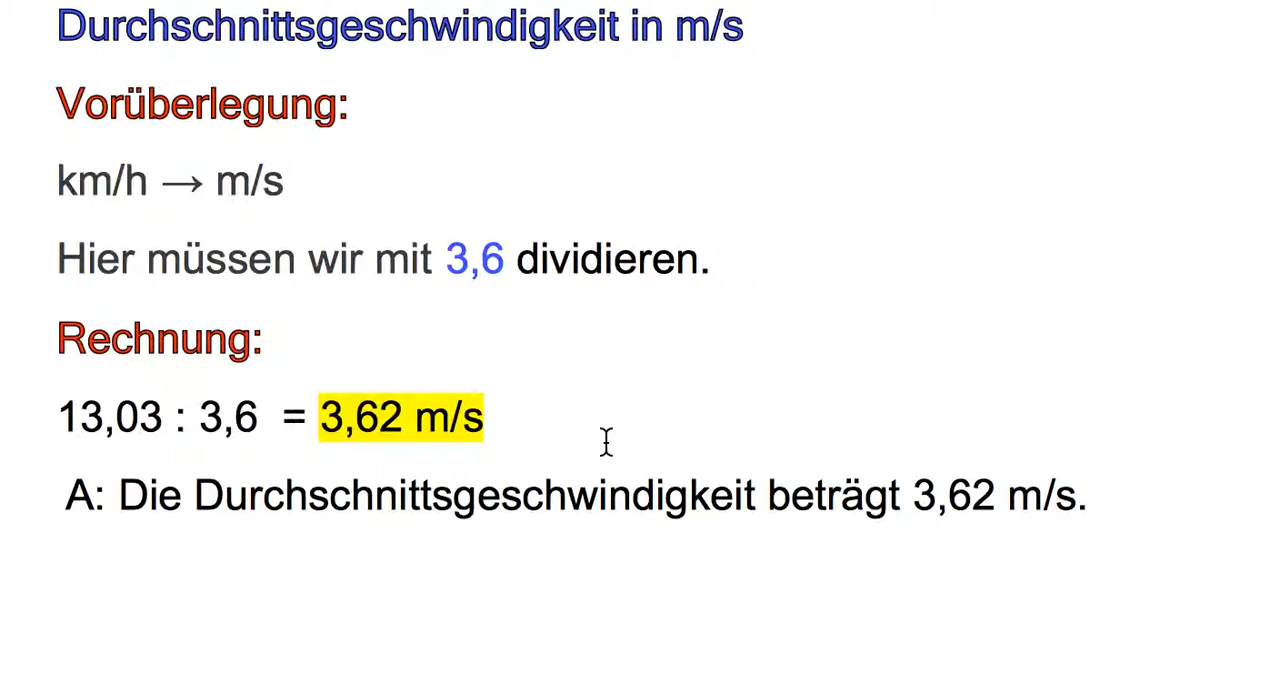 Durchschnittsgeschwindigkeit in m/s
Vorüberlegung:
km/h → m/s
Hier müssen wir mit 3,6 dividieren.
Rechnung:
13,03 : 3,6 = 3,62 m/s
A: Die Durchschnittsgeschwindigkeit beträgt 3,62 m/s.